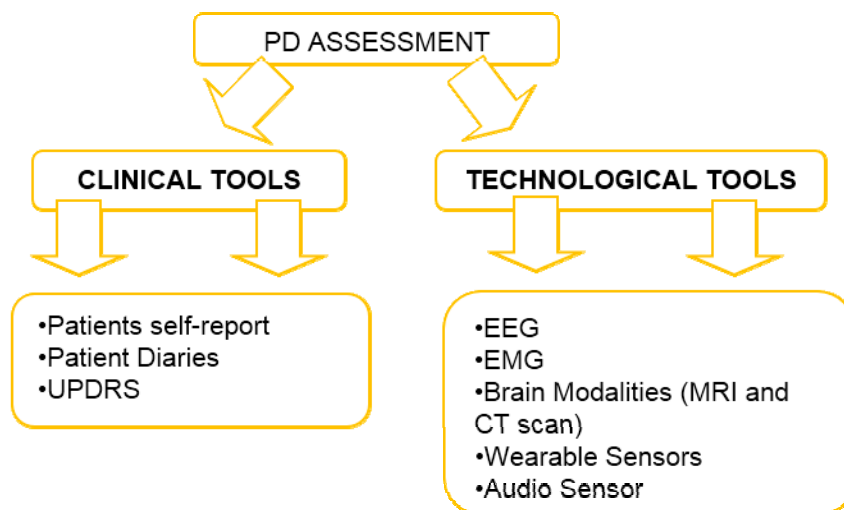 PD ASSESSMENT
CLINICAL TOOLS
TECHNOLOGICAL TOOLS
•Patients self-report
•Patient Diaries
•UPDRS
•EEG
•EMG
•Brain Modalities (MRI and
CT scan)
•Wearable Sensors
•Audio Sensor